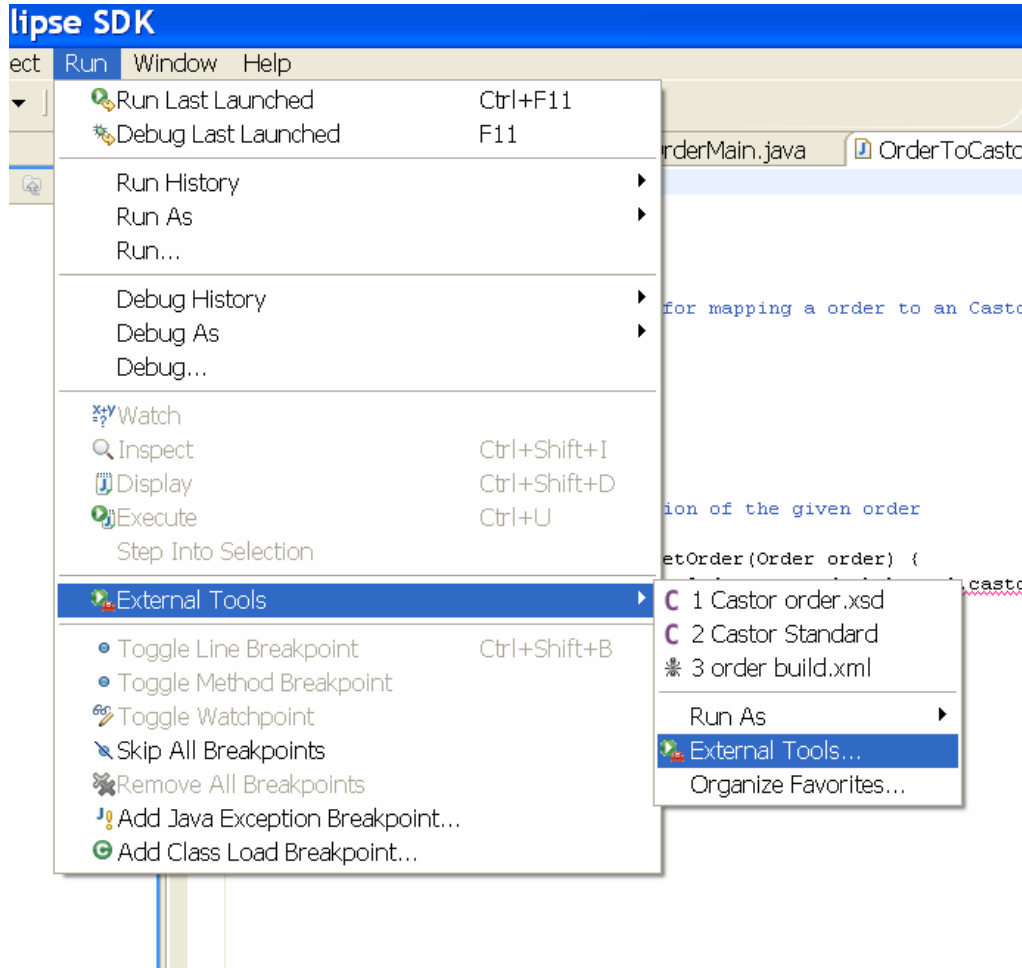 lipse SDK
ect Run Window Help
Run Last Launched Ctrl+F11
Debug Last Launched F11
rderMain.java OrderToCasto
Run History
Run As
Run...
Debug History
for mapping a order to an Casto
Debug As
Debug...
Watch
Inspect Ctrl+Shift+I
Display Ctrl+Shift+D
Execute Ctrl+U
ion of the given order
Step Into Selection
etOrder(Order order) {
.casto
External Tools
1 Castor order.xsd
2 Castor Standard
3 order build.xml
Run As
External Tools...
Organize Favorites...
Toggle Line Breakpoint Ctrl+Shift+B
Toggle Method Breakpoint
Toggle Watchpoint
Skip All Breakpoints
Remove All Breakpoints
Add Java Exception Breakpoint...
Add Class Load Breakpoint...